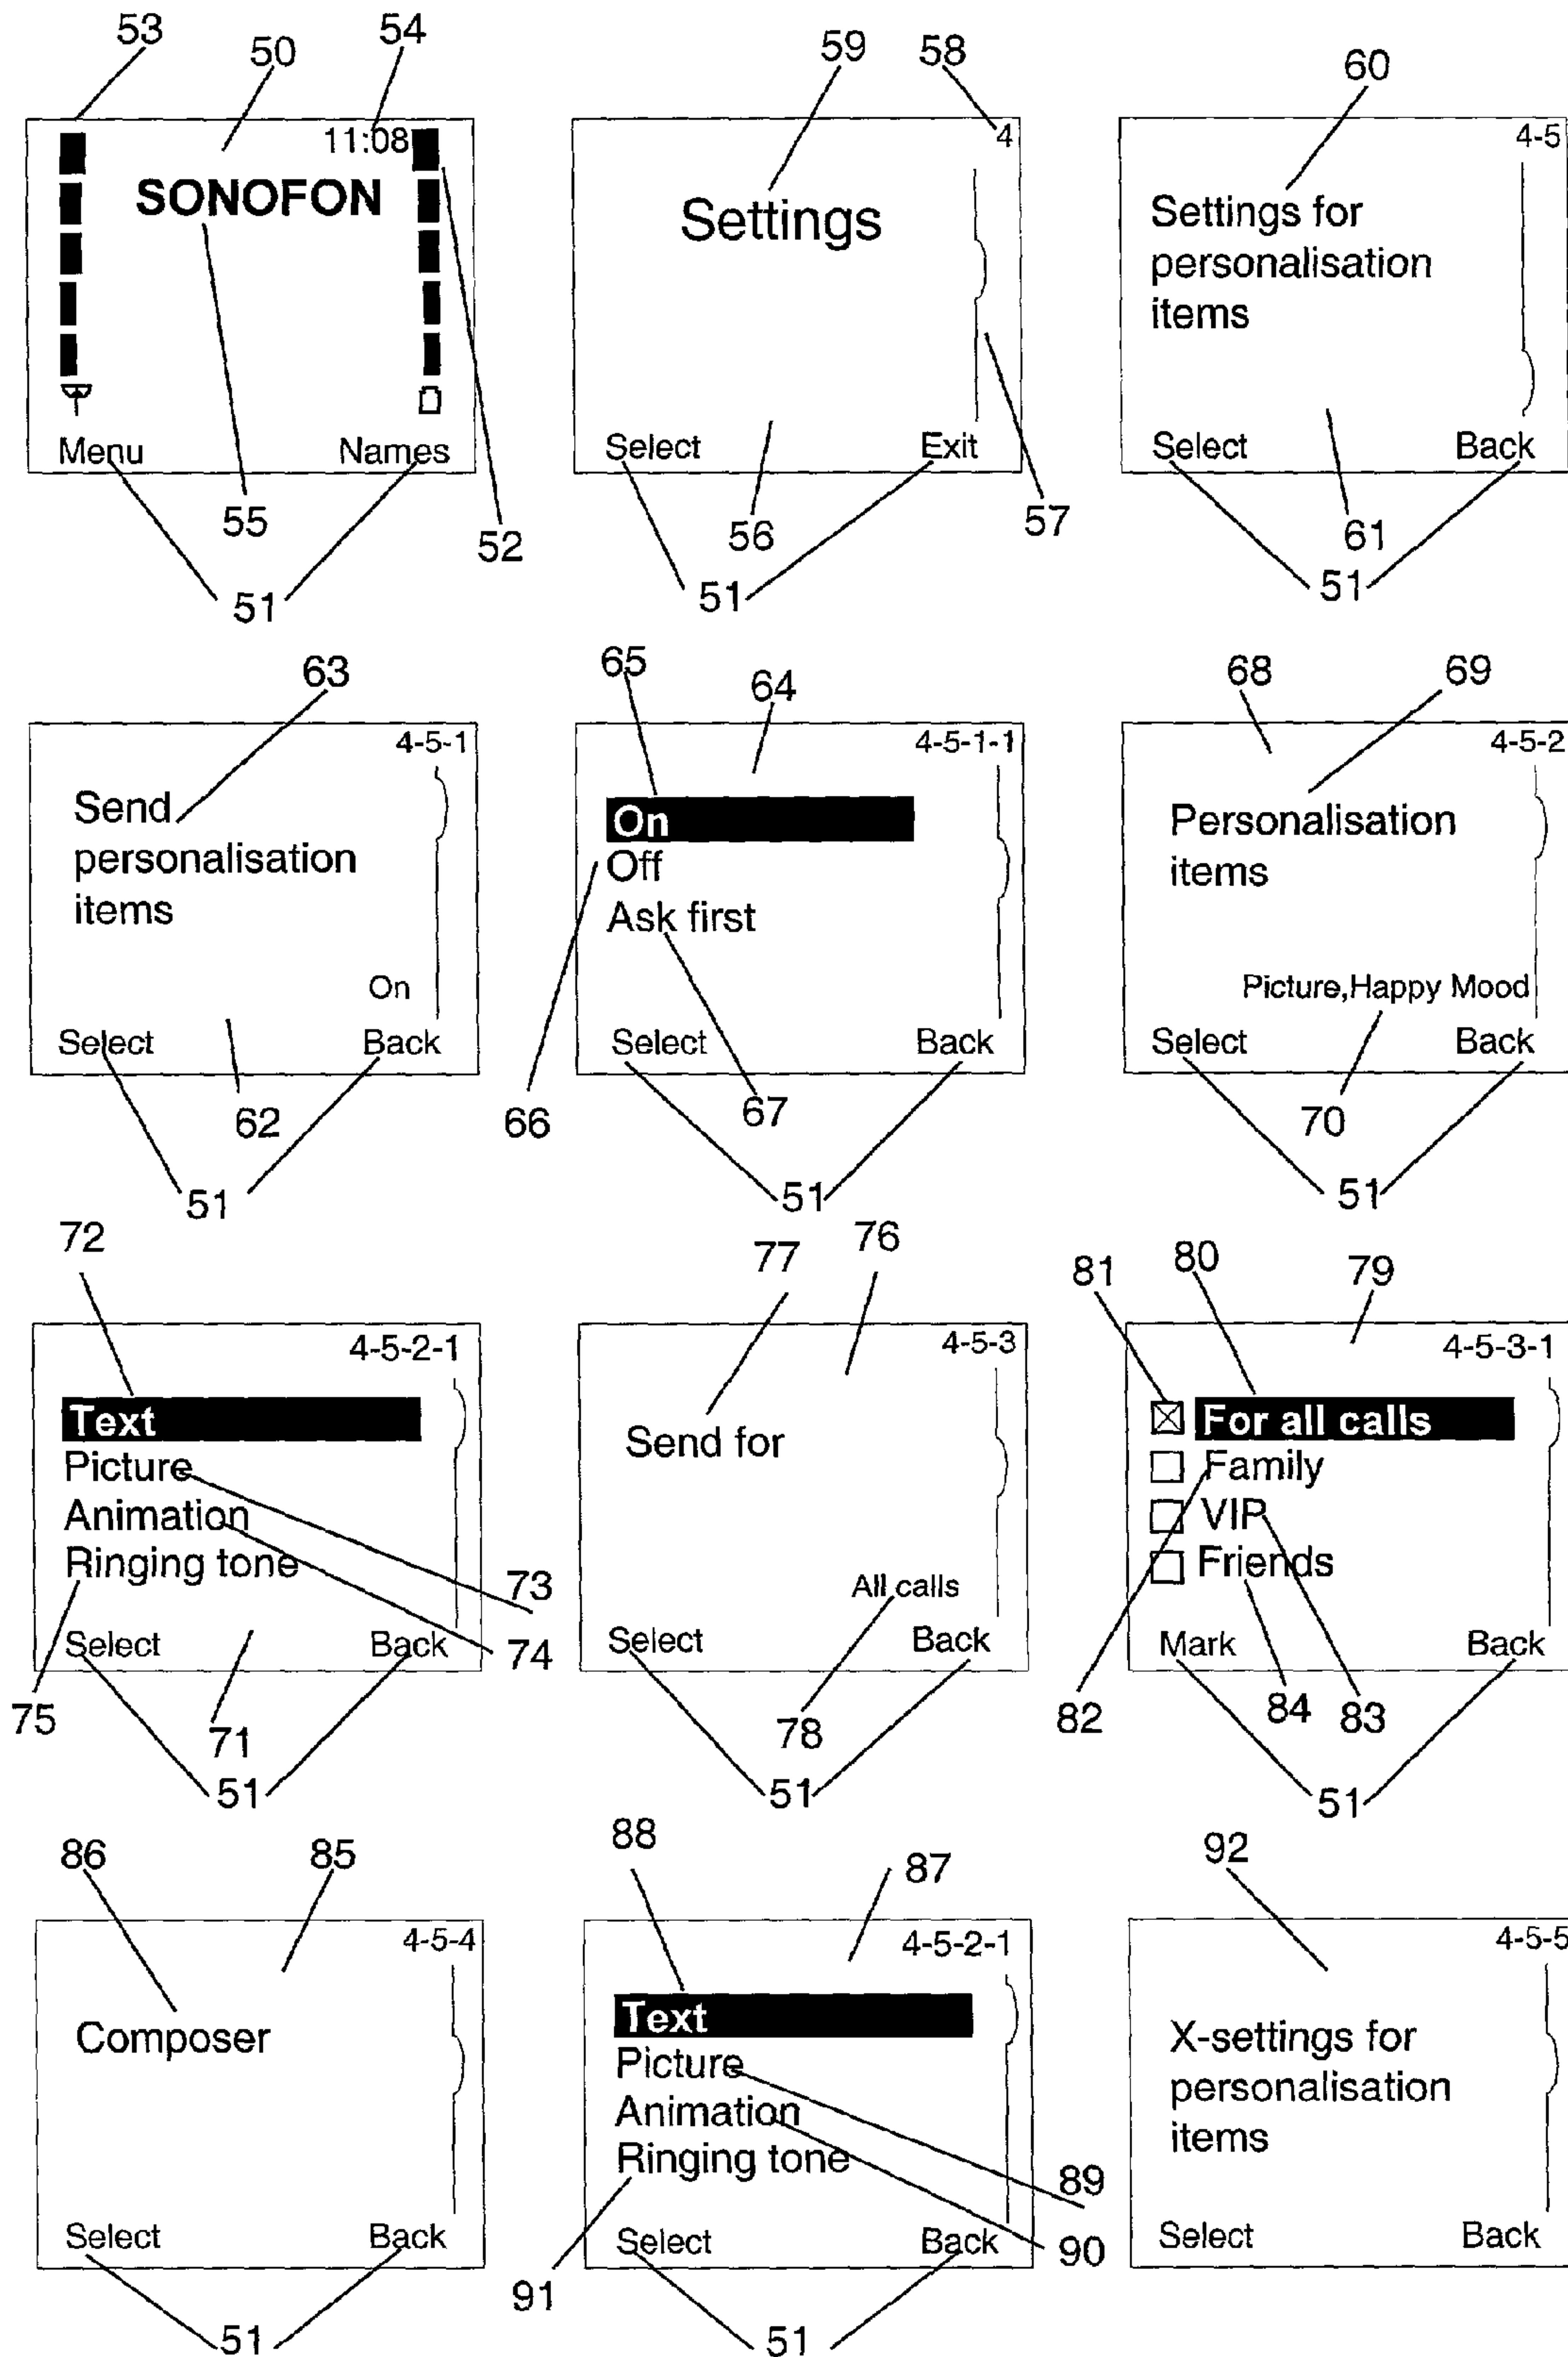 53 50 54
11:08
SONOFON
Menu Names
55 52
51
59 58
4
Settings
Select Exit
56 57
51
60
4-5
Settings for
personalisation
items
Select Back
61
51
63
4-5-1
Send
personalisation
items
On
Select Back
62
51
65 64
4-5-1-1
On
Off
Ask first
Select Back
66 67
51
68 69
4-5-2
Personalisation
items
Picture,Happy Mood
Select Back
70
51
72
4-5-2-1
Text
Picture
Animation
Ringing tone
73
74
Select Back
75 71
51
77 76
4-5-3
Send for
All calls
Select Back
78
51
81 80 79
4-5-3-1
For all calls
Family
VIP
Friends
Mark Back
82 84 83
51
86 85
4-5-4
Composer
Select Back
51
88 87
4-5-2-1
Text
Picture
Animation
Ringing tone
89
90
Select Back
91
51
92
4-5-5
X-settings for
personalisation
items
Select Back